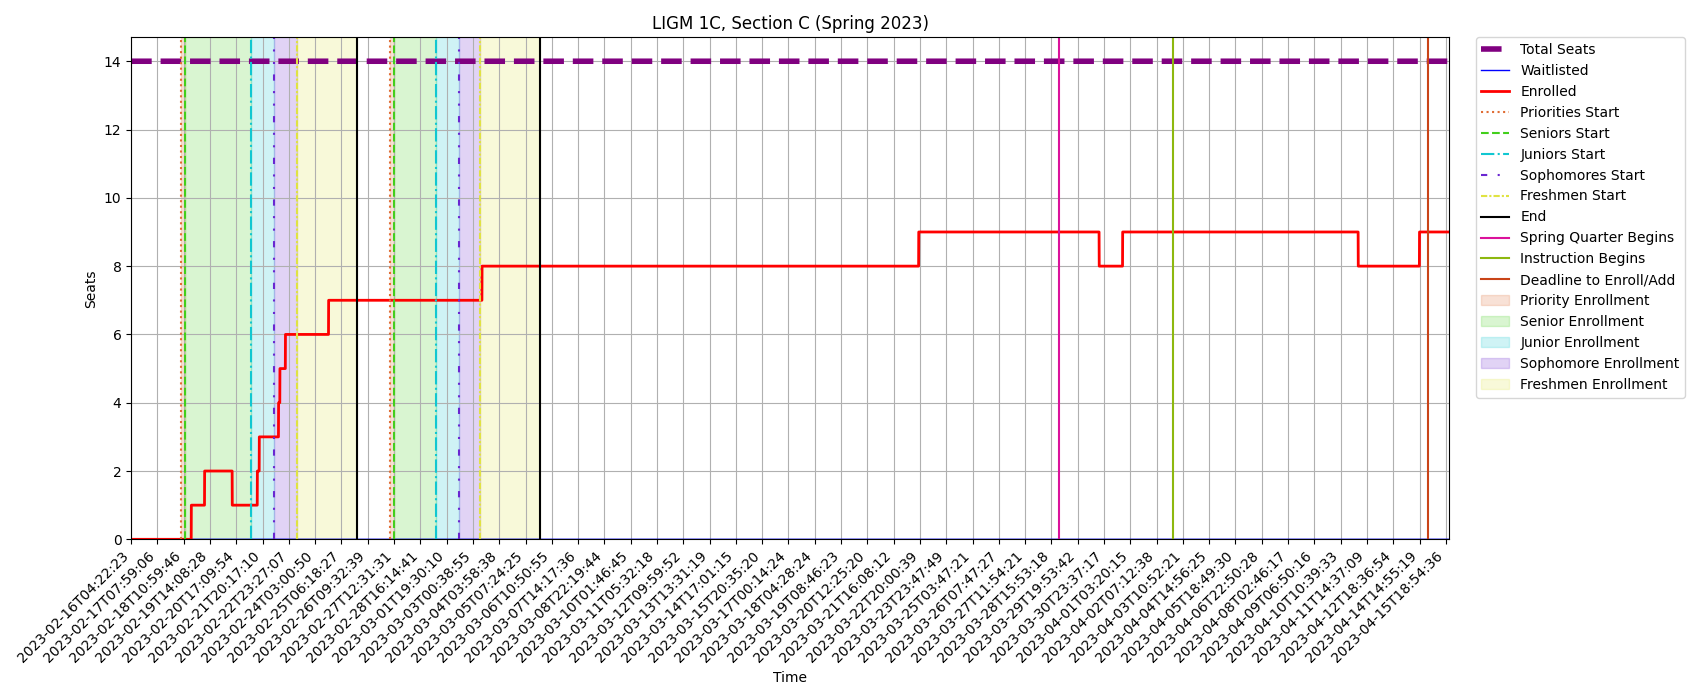 LIGM 1C, Section C (Spring 2023)
Seats
14
12
10
8
6
4
2
0
2023-02-16T04:22:23
2023-02-17T07:59:06
2023-02-18T10:59:46
2023-02-19T14:08:28
2023-02-20T17:09:54
2023-02-21T20:17:10
2023-02-22T23:27:07
2023-02-24T03:00:50
2023-02-25T06:18:27
2023-02-26T09:32:39
2023-02-27T12:31:31
2023-02-28T16:14:41
2023-03-01T19:30:10
2023-03-03T00:38:55
2023-03-04T03:58:38
2023-03-05T07:24:25
2023-03-06T10:50:55
2023-03-07T14:17:36
2023-03-08T22:19:44
2023-03-10T01:46:45
2023-03-11T05:32:18
2023-03-12T09:59:52
2023-03-13T13:31:19
2023-03-14T17:01:15
2023-03-15T20:35:20
2023-03-17T00:14:24
2023-03-18T04:28:24
2023-03-19T08:46:23
2023-03-20T12:25:20
2023-03-21T16:08:12
2023-03-22T20:00:39
2023-03-23T23:47:49
2023-03-25T03:47:21
2023-03-26T07:47:27
2023-03-27T11:54:21
2023-03-28T15:53:18
2023-03-29T19:53:42
2023-03-30T23:37:17
2023-04-01T03:20:15
2023-04-02T07:12:38
2023-04-03T10:52:21
2023-04-04T14:56:25
2023-04-05T18:49:30
2023-04-06T22:50:28
2023-04-08T02:46:17
2023-04-09T06:50:16
2023-04-10T10:39:33
2023-04-11T14:37:09
2023-04-12T18:36:54
2023-04-14T14:55:19
2023-04-15T18:54:36
Time
Total Seats
Waitlisted
Enrolled
Priorities Start
Seniors Start
Juniors Start
Sophomores Start
Freshmen Start
End
Spring Quarter Begins
Instruction Begins
Deadline to Enroll/Add
Priority Enrollment
Senior Enrollment
Junior Enrollment
Sophomore Enrollment
Freshmen Enrollment